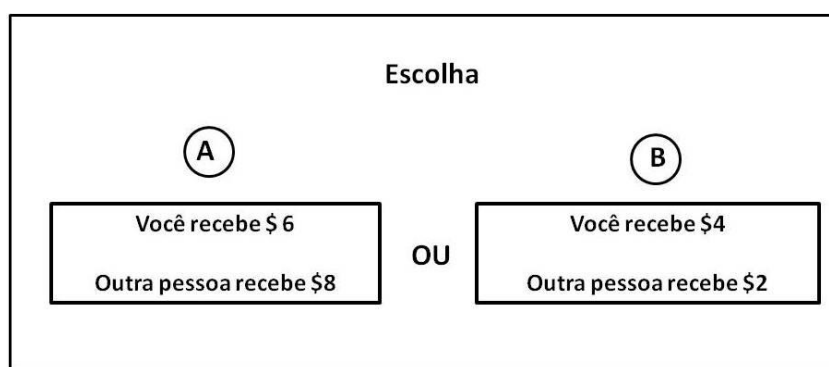 Escolha
A
B
Você recebe $ 6
Outra pessoa recebe $8
OU
Você recebe $4
Outra pessoa recebe $2